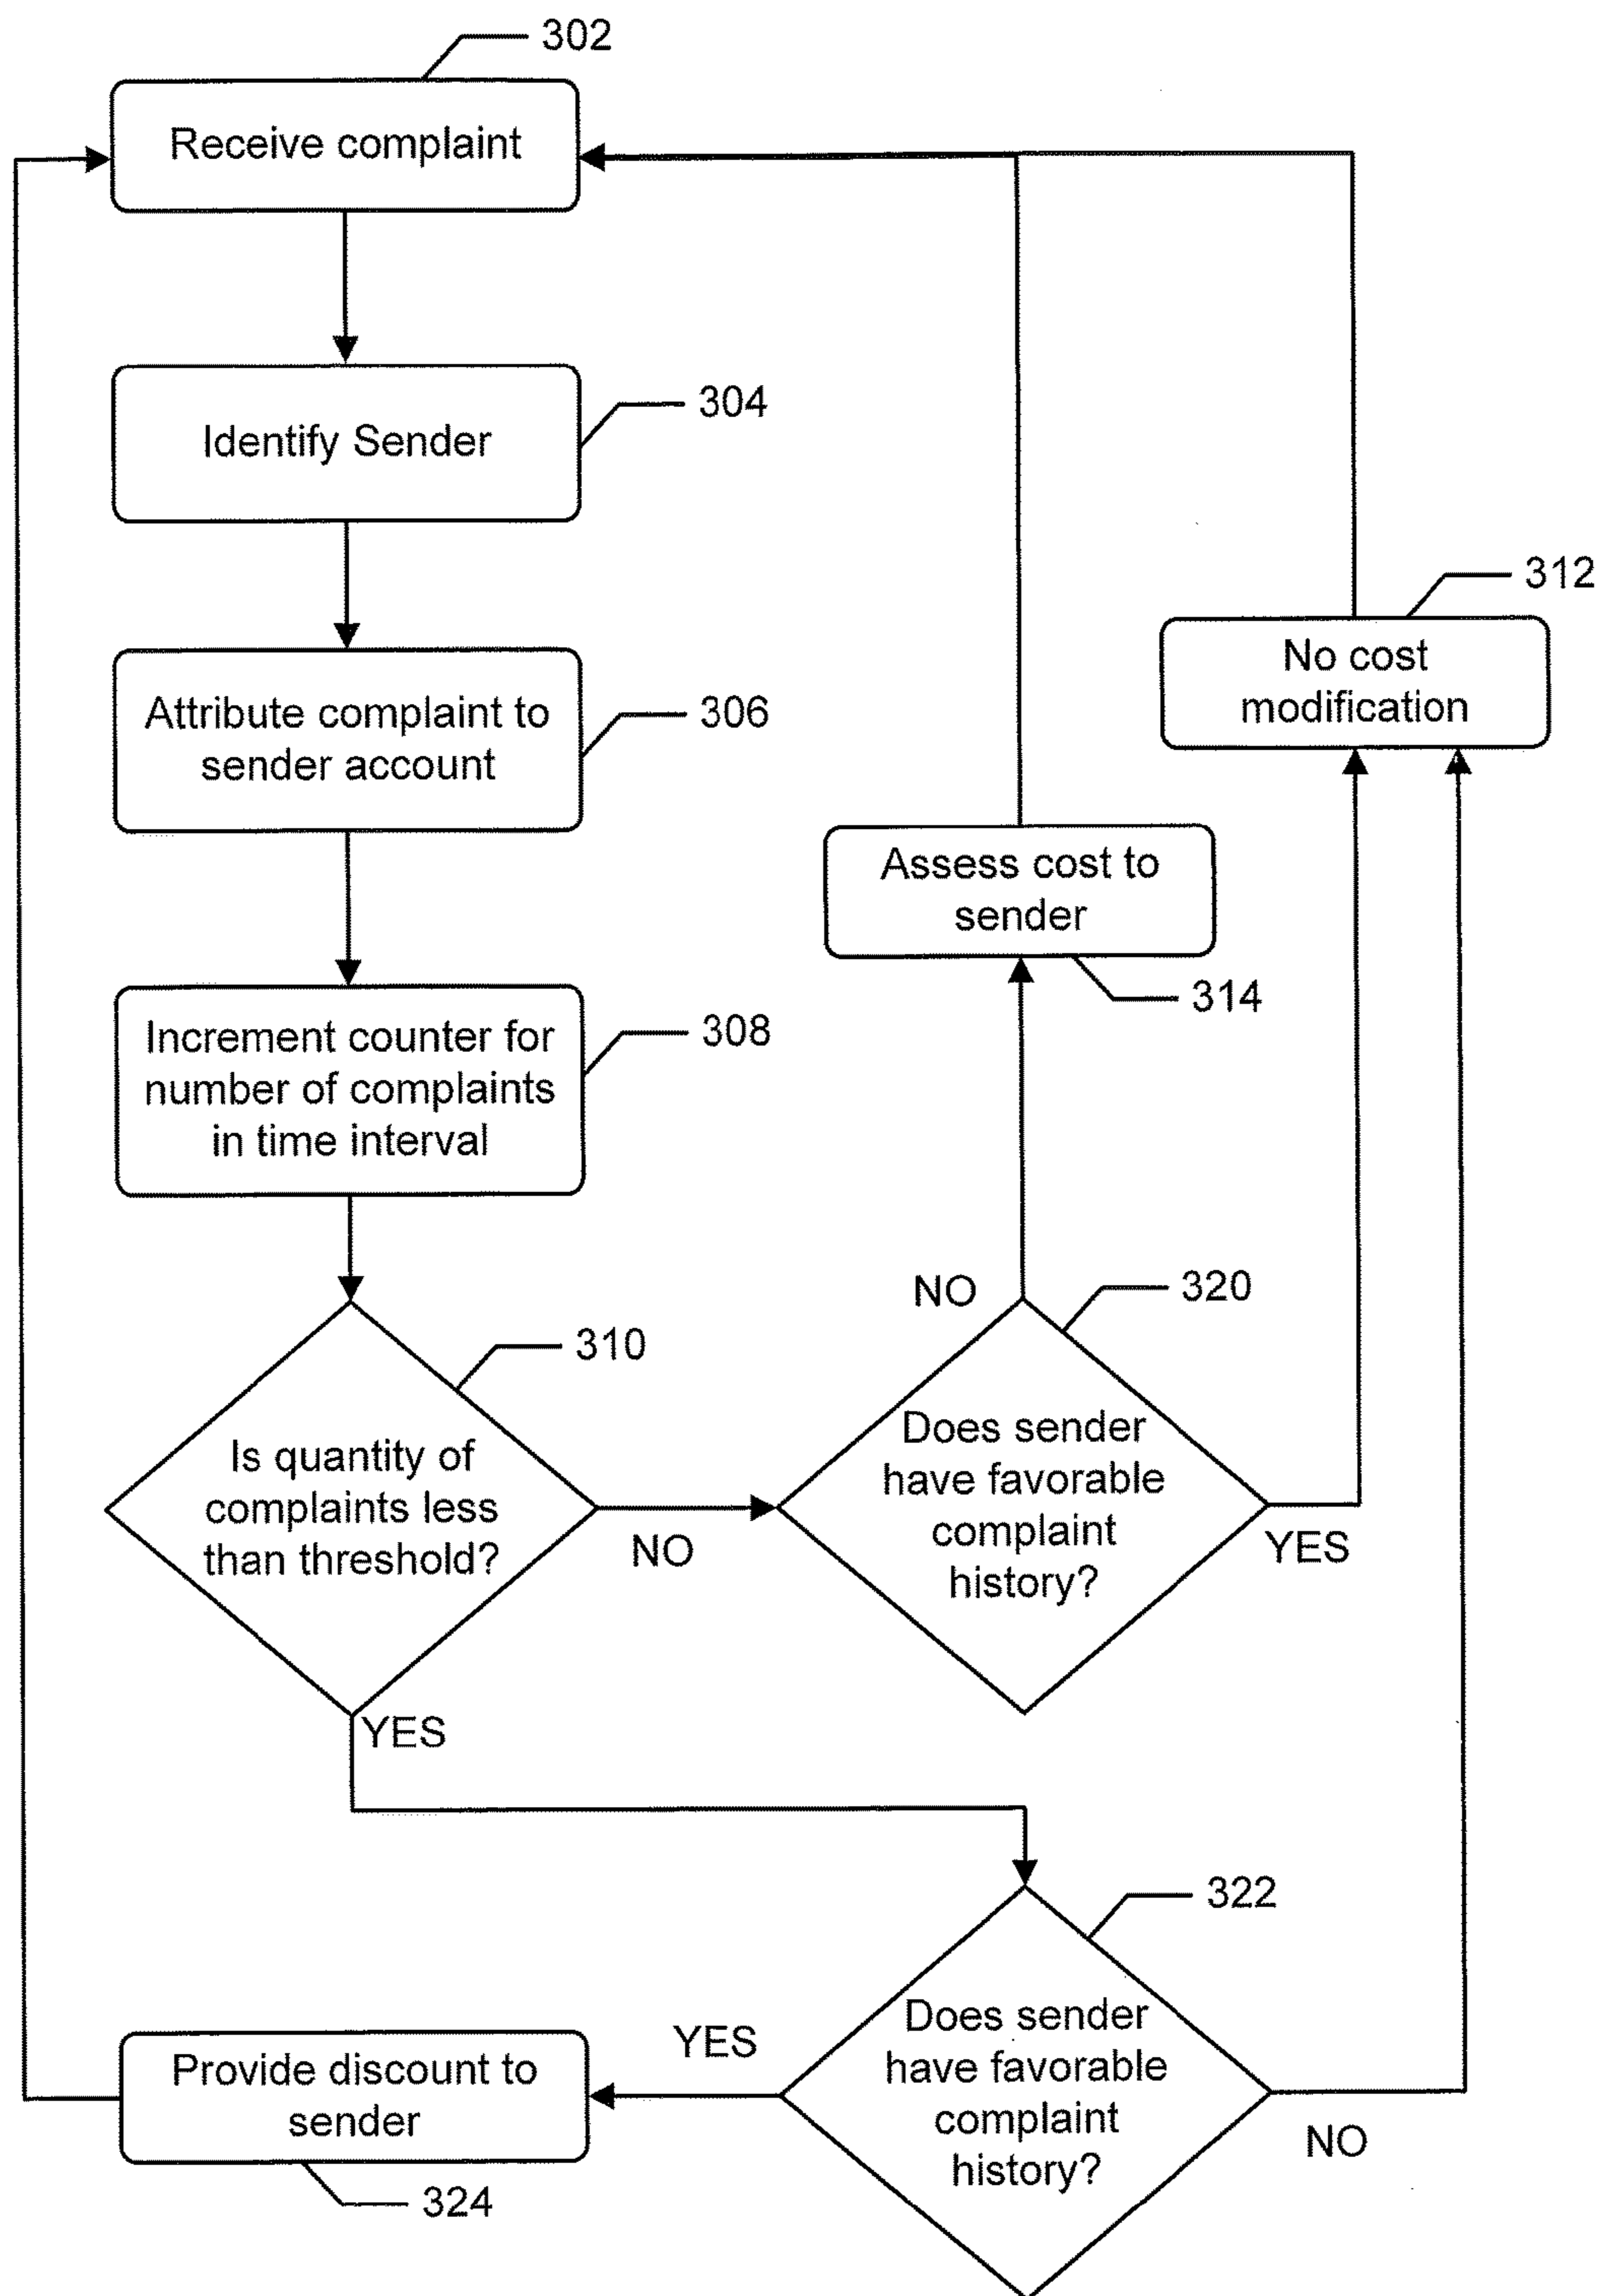 302
Receive complaint
304
Identify Sender
312
No cost
modification
306
Attribute complaint to
sender account
Assess cost to
sender
314
308
Increment counter for
number of complaints
in time interval
320
NO
310
Does sender
have favorable
complaint
history?
Is quantity of
complaints less
than threshold?
NO
YES
YES
322
Does sender
have favorable
complaint
history?
YES
NO
Provide discount to
sender
324